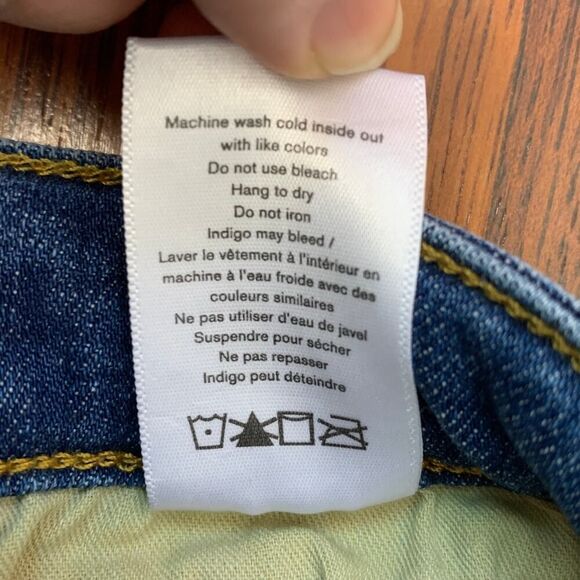 Machine wash cold inside out
with like colors
Do not use bleach
Hang to dry
Do not iron
Indigo may bleed /
Laver le vêtement à l'intérieur en
machine à l'eau froide avec des
couleurs similaires
Ne pas utiliser d'eau de javel
Suspendre pour sécher
Ne pas repasser
Indigo peut déteindre